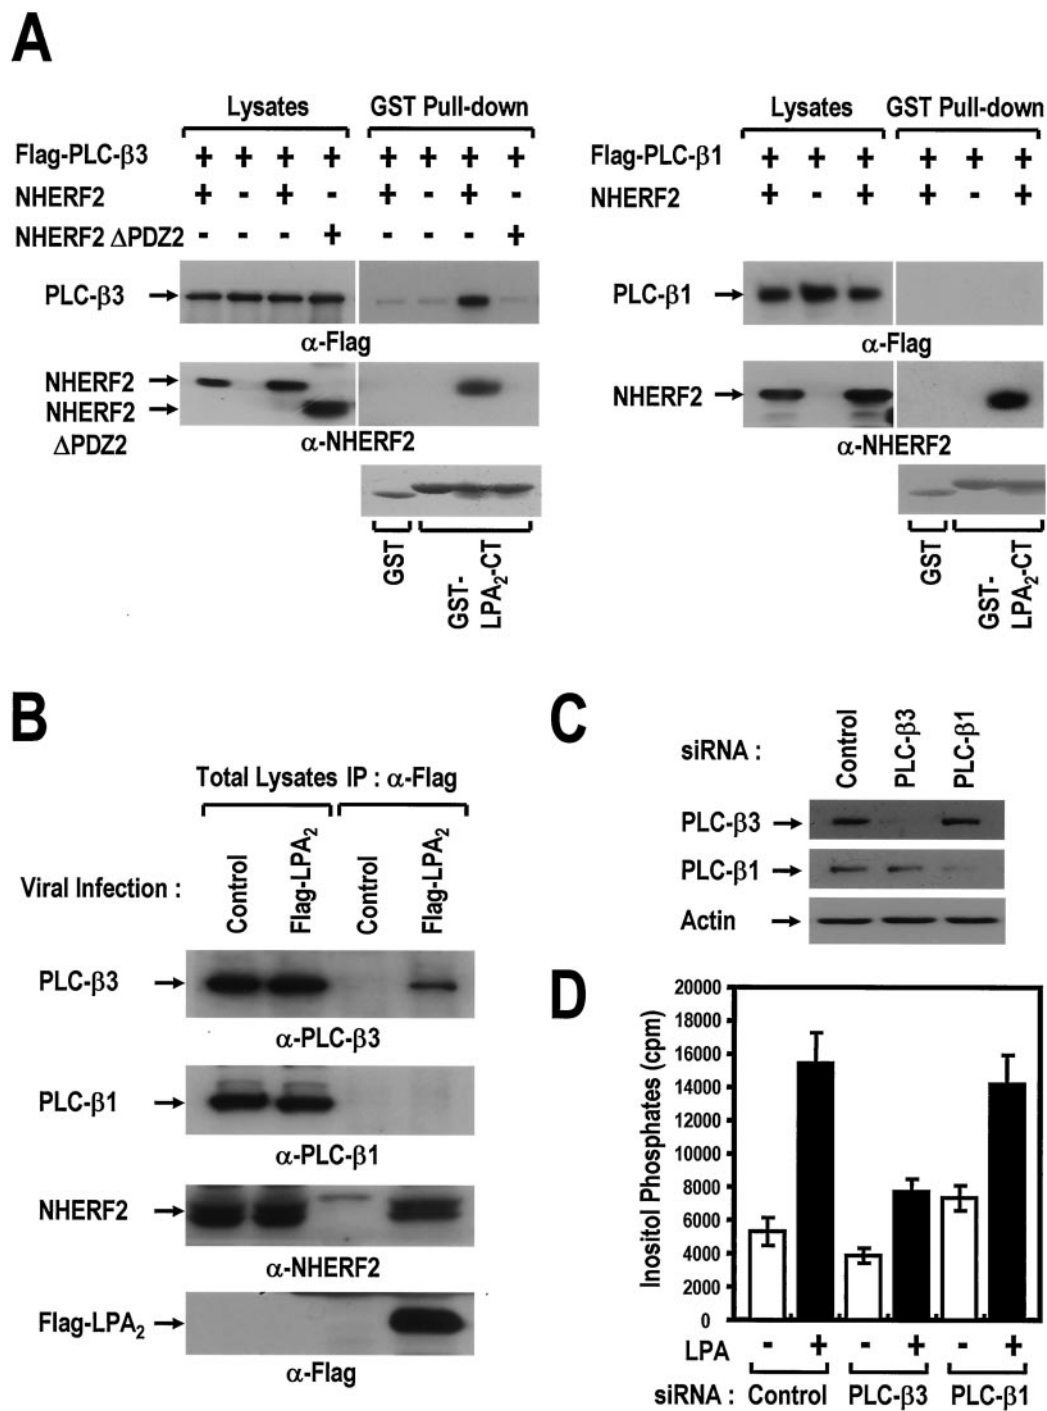 A
Lysates GST Pull-down
Flag-PLC-β3 + + + + + + + +
NHERF2 + - + - + - + -
NHERF2 ΔPDZ2 - - - + - - - +
PLC-β3
α-Flag
NHERF2
NHERF2
ΔPDZ2
α-NHERF2
GST
GST-
LPA2-CT
Lysates GST Pull-down
Flag-PLC-β1 + + + + + +
NHERF2 + - + + - +
PLC-β1
α-Flag
NHERF2
α-NHERF2
GST
GST-
LPA2-CT
B
Total Lysates IP : α-Flag
Viral Infection : Control Flag-LPA2 Control Flag-LPA2
PLC-β3
α-PLC-β3
PLC-β1
α-PLC-β1
NHERF2
α-NHERF2
Flag-LPA2
α-Flag
C
siRNA : Control PLC-β3 PLC-β1
PLC-β3
PLC-β1
Actin
D
Inositol Phosphates (cpm)
20000
18000
16000
14000
12000
10000
8000
6000
4000
2000
0
LPA - + - + - +
siRNA : Control PLC-β3 PLC-β1